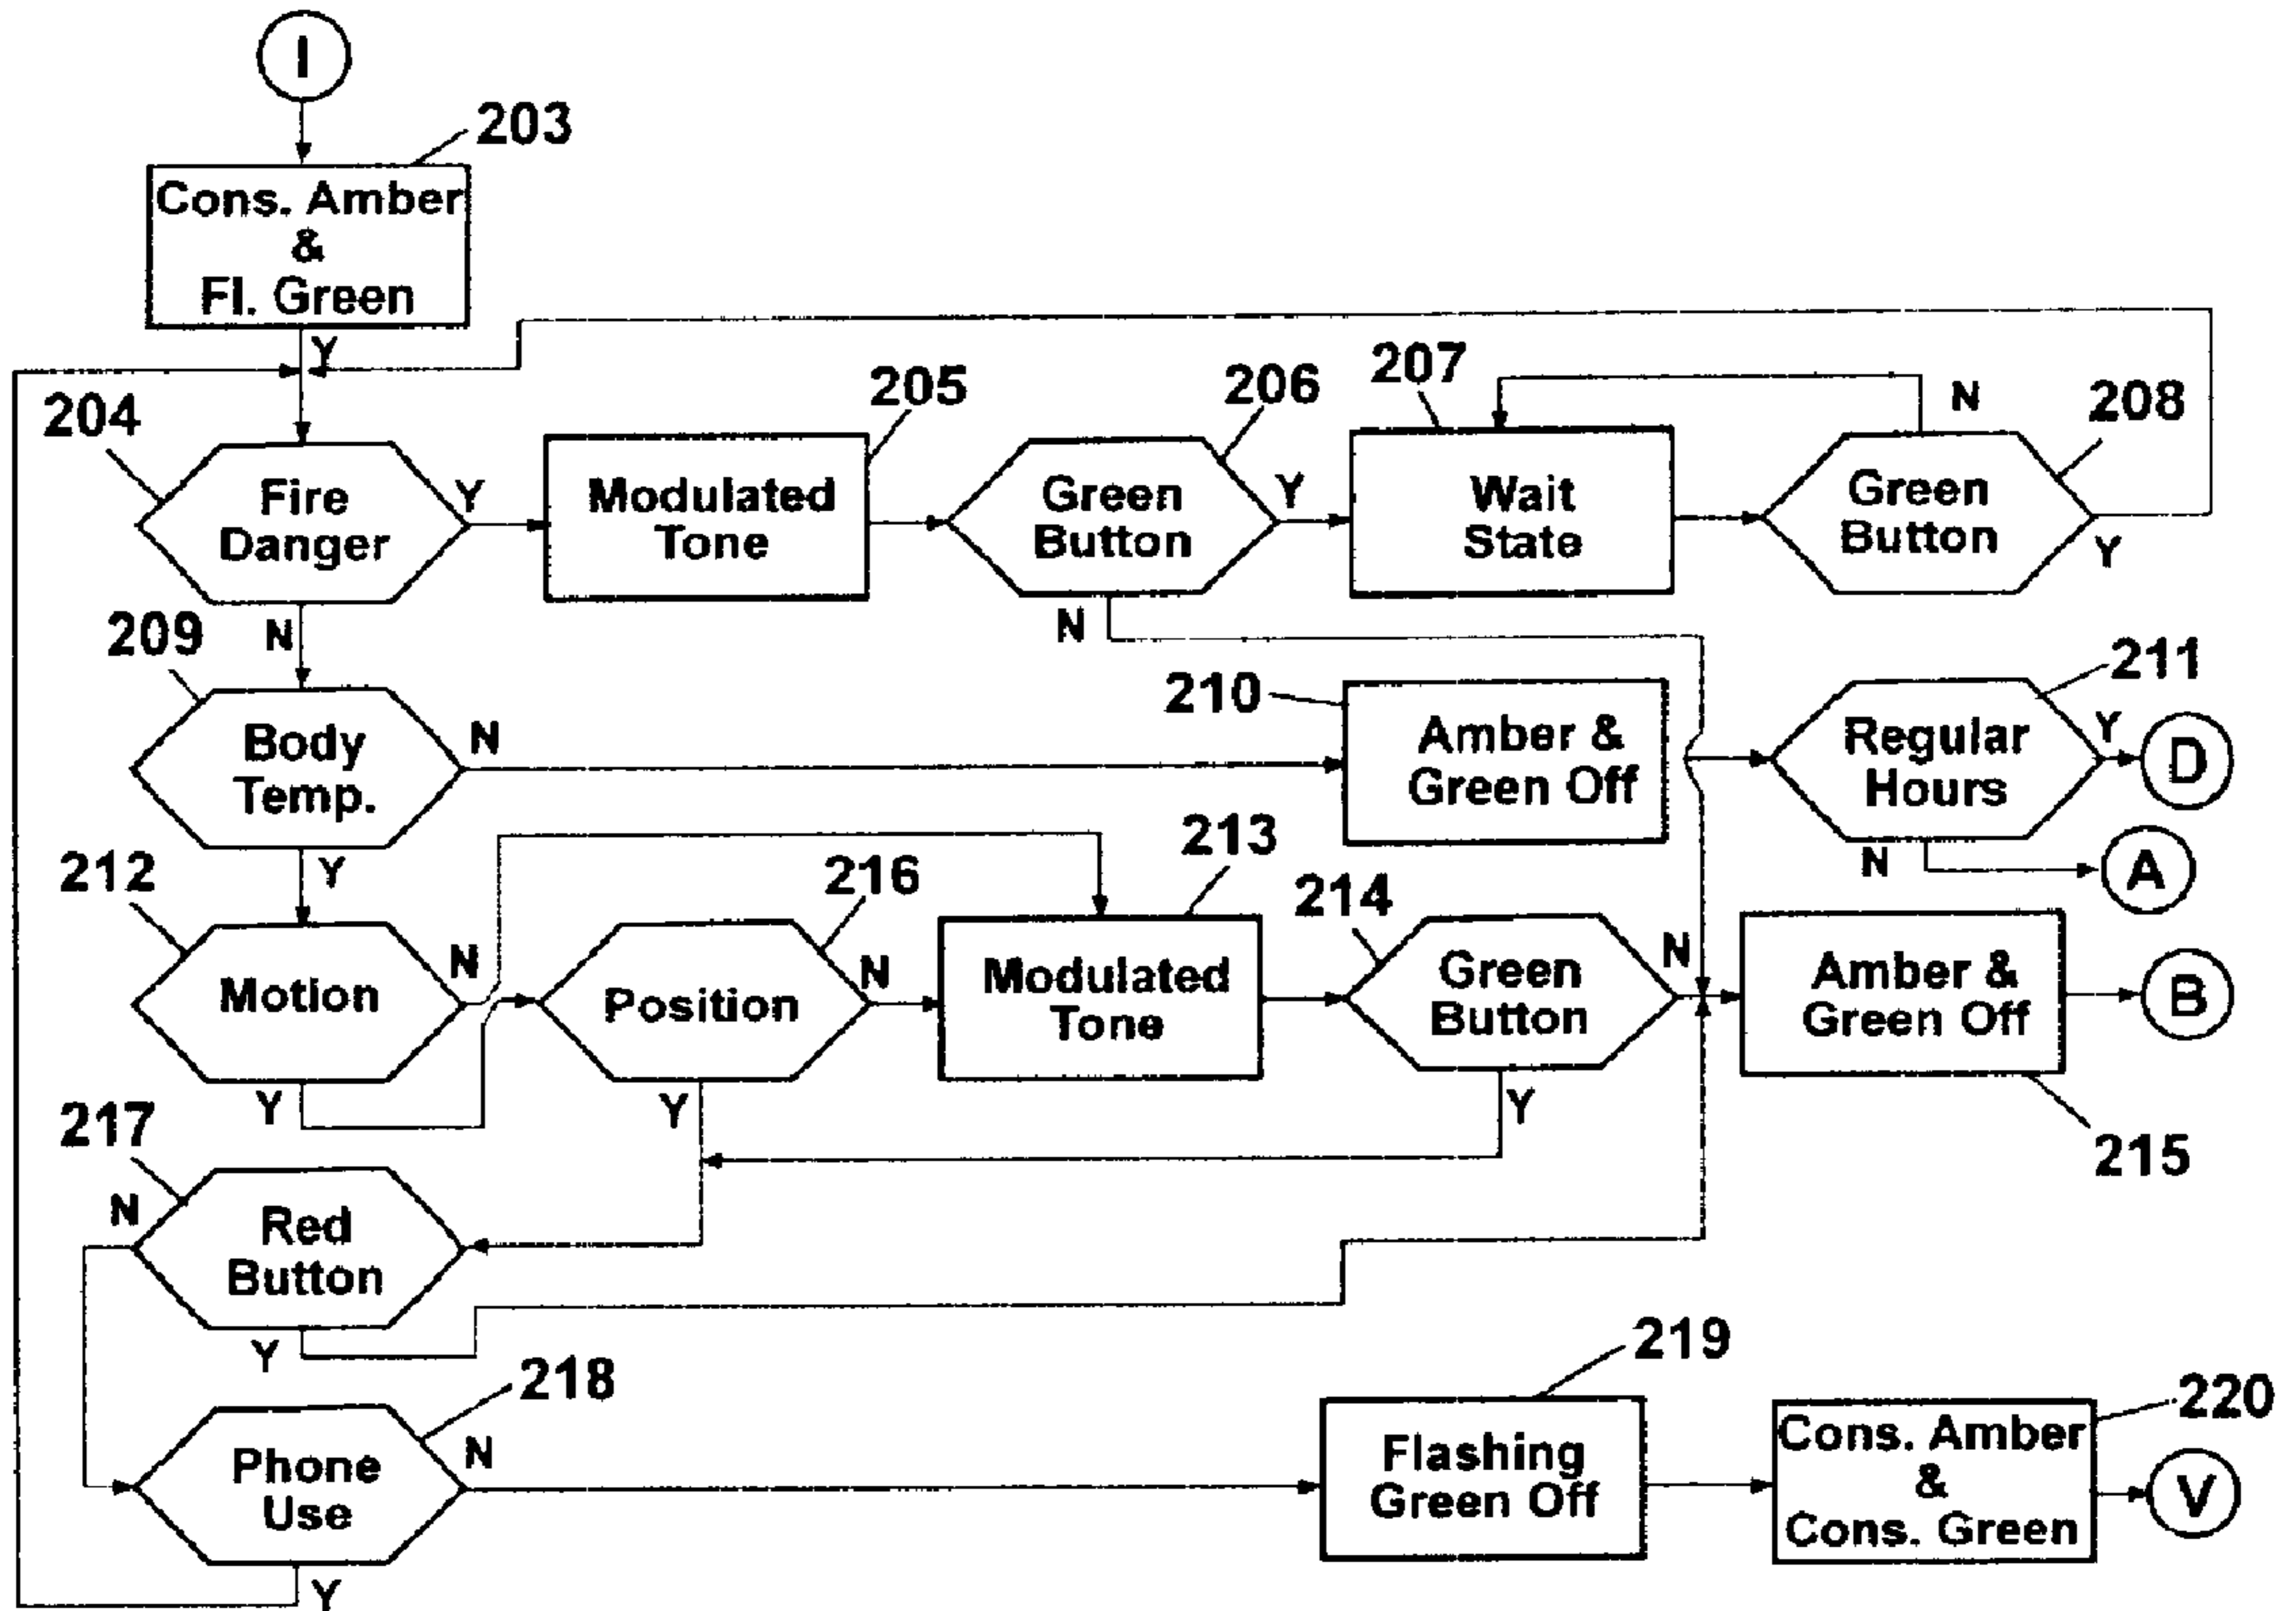 I
203
Cons. Amber
&
Fl. Green
Y
204
Fire
Danger
Y
N
205
Modulated
Tone
206
Green
Button
Y
N
207
Wait
State
N
208
Green
Button
Y
209
Body
Temp.
N
Y
210
Amber &
Green Off
211
Regular
Hours
Y
D
N
A
212
Motion
N
Y
216
Position
N
Y
213
Modulated
Tone
214
Green
Button
N
Y
Amber &
Green Off
215
B
217
N
Red
Button
Y
218
Phone
Use
N
Y
219
Flashing
Green Off
220
Cons. Amber
&
Cons. Green
V